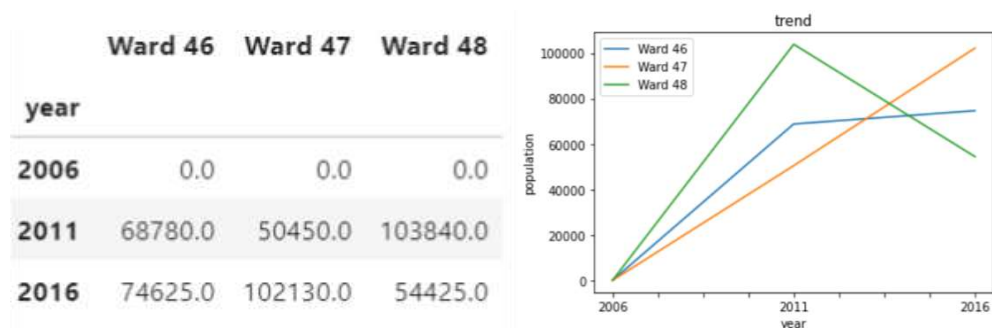 Ward 46 Ward 47 Ward 48
year
2006 0.0 0.0 0.0
2011 68780.0 50450.0 103840.0
2016 74625.0 102130.0 54425.0
trend
Ward 46
Ward 47
Ward 48
100000
80000
60000
40000
20000
0
population
2006 2011 2016
year